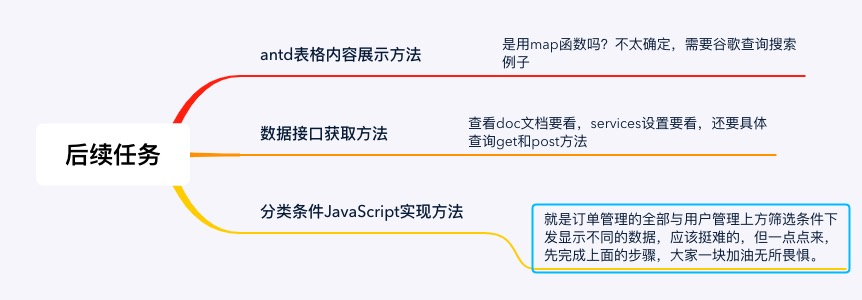 后续任务
antd表格内容展示方法
是用map函数吗？不太确定，需要谷歌查询搜索
例子
数据接口获取方法
查看doc文档要看，services设置要看，还要具体
查询get和post方法
分类条件JavaScript实现方法
就是订单管理的全部与用户管理上方筛选条件下
发显示不同的数据，应该挺难的，但一点点来，
先完成上面的步骤，大家一块加油无所畏惧。